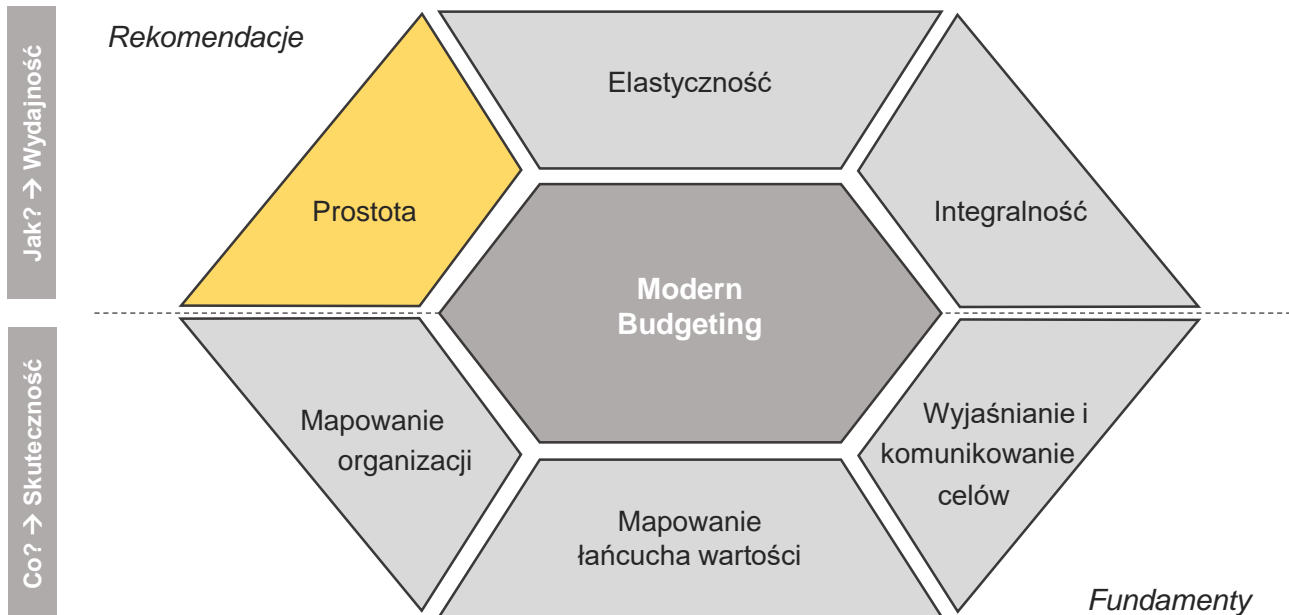 Rekomendacje
Jak? → Wydajność
Elastyczność
Prostota
Integralność
Modern
Budgeting
Co? → Skuteczność
Mapowanie
organizacji
Wyjaśnianie i
komunikowanie
celów
Mapowanie
łańcucha wartości
Fundamenty